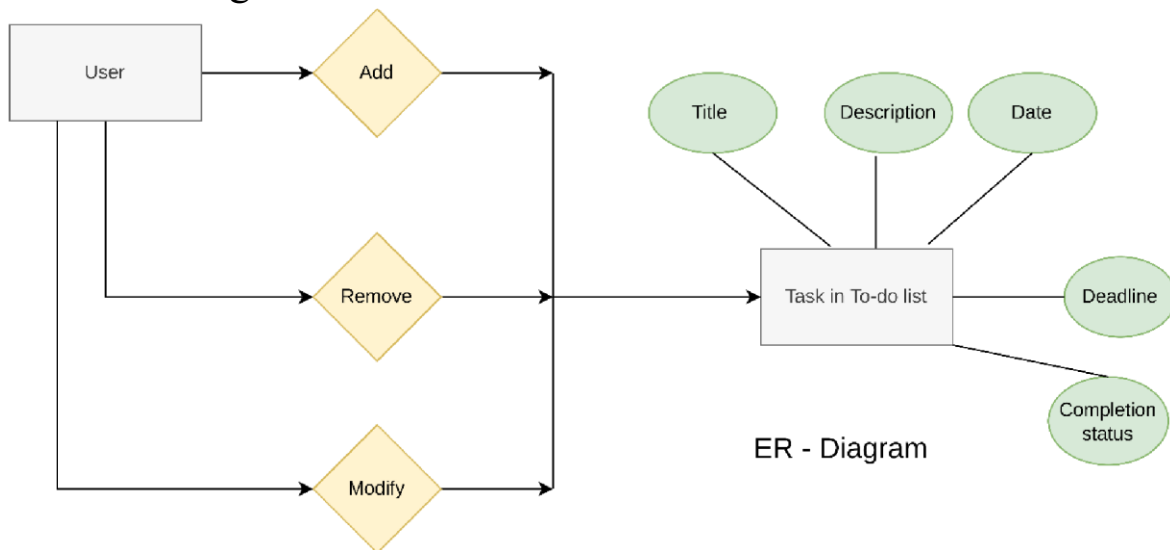 User
Add
Title
Description
Date
Remove
Task in To-do list
Deadline
Completion
status
ER - Diagram
Modify